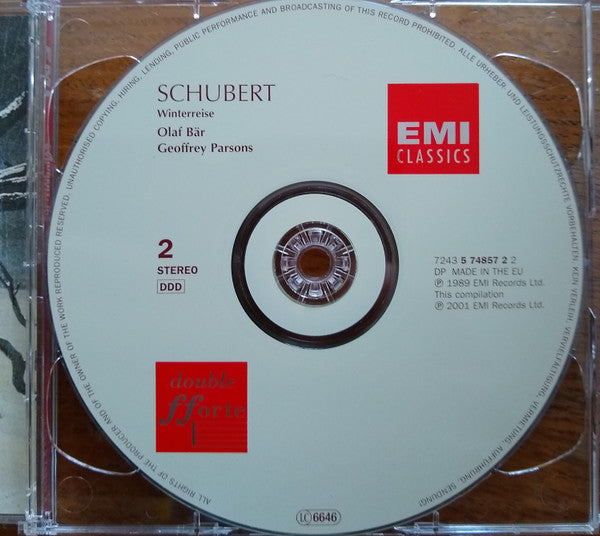 ALL RIGHTS OF THE PRODUCER AND OF THE OWNER OF THE WORK REPRODUCED RESERVED. UNAUTHORISED COPYING, HIRING, LENDING, PUBLIC PERFORMANCE AND BROADCASTING OF THIS RECORD PROHIBITED. ALLE URHEBER- UND LEISTUNGSSCHUTZRECHTE VORBEHALTEN. KEIN VERLEIH, VERVIELFÄLTIGUNG, VERMIETUNG, AUFFÜHRUNG, SENDUNG!
SCHUBERT
Winterreise
Olaf Bär
Geoffrey Parsons
EMI
CLASSICS
2
STEREO
DDD
7243 5 74857 2 2
DP MADE IN THE EU
℗ 1989 EMI Records Ltd.
This compilation
℗ 2001 EMI Records Ltd.
double
fforte
LC 6646